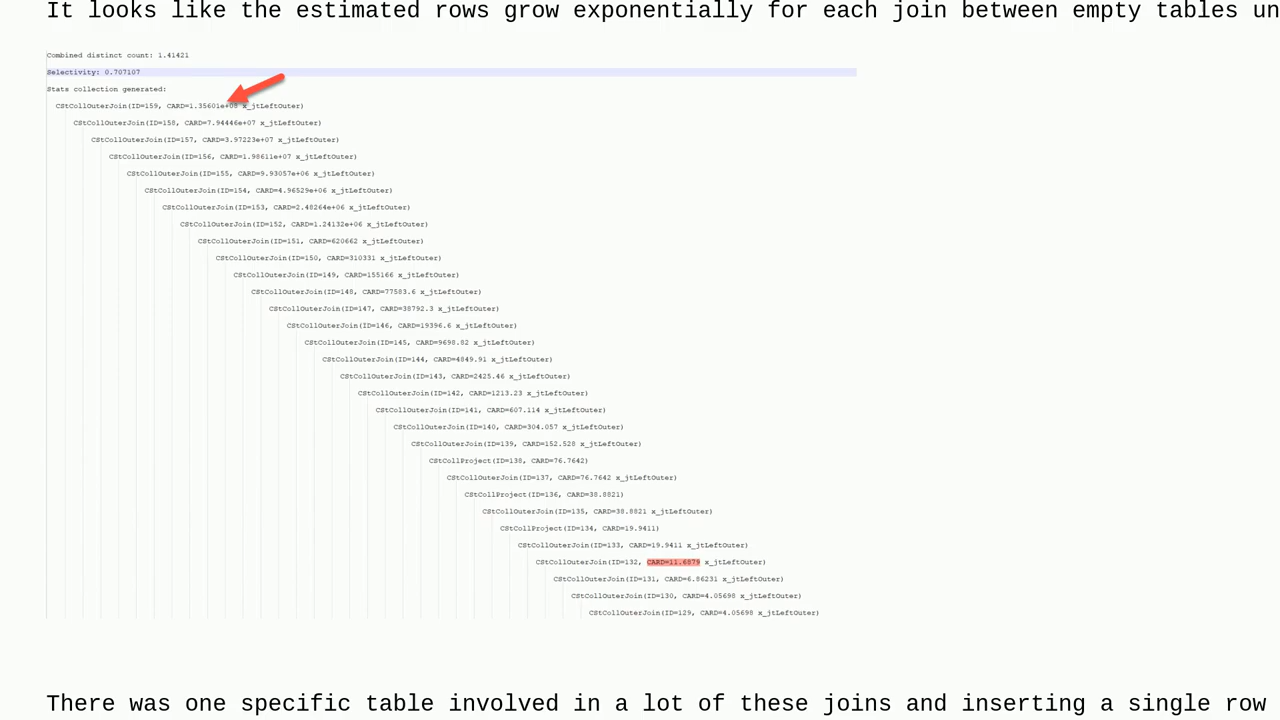 It looks like the estimated rows grow exponentially for each join between empty tables un
Combined distinct count: 1.41421
Selectivity: 0.707107
Stats collection generated:
CStCollOuterJoin(ID=159, CARD=1.35601e+08 x_jtLeftOuter)
CStCollOuterJoin(ID=158, CARD=7.94446e+07 x_jtLeftOuter)
CStCollOuterJoin(ID=157, CARD=3.97223e+07 x_jtLeftOuter)
CStCollOuterJoin(ID=156, CARD=1.98611e+07 x_jtLeftOuter)
CStCollOuterJoin(ID=155, CARD=9.93057e+06 x_jtLeftOuter)
CStCollOuterJoin(ID=154, CARD=4.96529e+06 x_jtLeftOuter)
CStCollOuterJoin(ID=153, CARD=2.48264e+06 x_jtLeftOuter)
CStCollOuterJoin(ID=152, CARD=1.24132e+06 x_jtLeftOuter)
CStCollOuterJoin(ID=151, CARD=620662 x_jtLeftOuter)
CStCollOuterJoin(ID=150, CARD=310331 x_jtLeftOuter)
CStCollOuterJoin(ID=149, CARD=155166 x_jtLeftOuter)
CStCollOuterJoin(ID=148, CARD=77583.6 x_jtLeftOuter)
CStCollOuterJoin(ID=147, CARD=38792.3 x_jtLeftOuter)
CStCollOuterJoin(ID=146, CARD=19396.6 x_jtLeftOuter)
CStCollOuterJoin(ID=145, CARD=9698.82 x_jtLeftOuter)
CStCollOuterJoin(ID=144, CARD=4849.91 x_jtLeftOuter)
CStCollOuterJoin(ID=143, CARD=2425.46 x_jtLeftOuter)
CStCollOuterJoin(ID=142, CARD=1213.23 x_jtLeftOuter)
CStCollOuterJoin(ID=141, CARD=607.114 x_jtLeftOuter)
CStCollOuterJoin(ID=140, CARD=304.057 x_jtLeftOuter)
CStCollOuterJoin(ID=139, CARD=152.528 x_jtLeftOuter)
CStCollProject(ID=138, CARD=76.7642)
CStCollOuterJoin(ID=137, CARD=76.7642 x_jtLeftOuter)
CStCollProject(ID=136, CARD=38.8821)
CStCollOuterJoin(ID=135, CARD=38.8821 x_jtLeftOuter)
CStCollProject(ID=134, CARD=19.9411)
CStCollOuterJoin(ID=133, CARD=19.9411 x_jtLeftOuter)
CStCollOuterJoin(ID=132, CARD=11.6879 x_jtLeftOuter)
CStCollOuterJoin(ID=131, CARD=6.86231 x_jtLeftOuter)
CStCollOuterJoin(ID=130, CARD=4.05698 x_jtLeftOuter)
CStCollOuterJoin(ID=129, CARD=4.05698 x_jtLeftOuter)
There was one specific table involved in a lot of these joins and inserting a single row